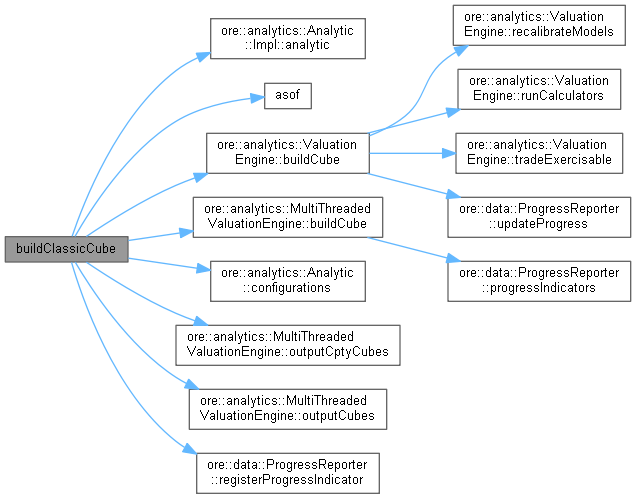 buildClassicCube
ore::analytics::Analytic
::Impl::analytic
asof
ore::analytics::Valuation
Engine::buildCube
ore::analytics::MultiThreaded
ValuationEngine::buildCube
ore::analytics::Analytic
::configurations
ore::analytics::MultiThreaded
ValuationEngine::outputCptyCubes
ore::analytics::MultiThreaded
ValuationEngine::outputCubes
ore::data::ProgressReporter
::registerProgressIndicator
ore::analytics::Valuation
Engine::recalibrateModels
ore::analytics::Valuation
Engine::runCalculators
ore::analytics::Valuation
Engine::tradeExercisable
ore::data::ProgressReporter
::updateProgress
ore::data::ProgressReporter
::progressIndicators